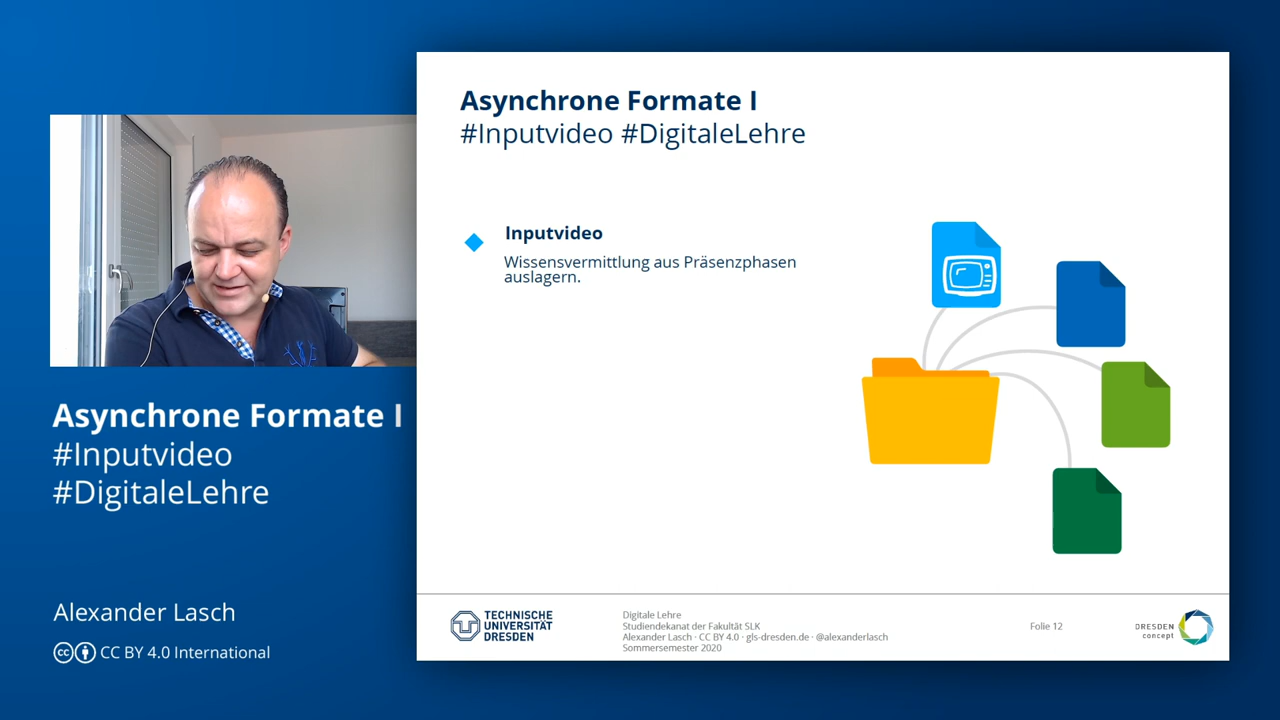 Asynchrone Formate I
#Inputvideo #DigitaleLehre
Inputvideo
Wissensvermittlung aus Präsenzphasen
auslagern.
Asynchrone Formate I
#Inputvideo
#DigitaleLehre
Alexander Lasch
CC BY 4.0 International
TECHNISCHE
UNIVERSITÄT
DRESDEN
Digitale Lehre
Studiendekanat der Fakultät SLK
Alexander Lasch · CC BY 4.0 · gls-dresden.de · @alexanderlasch
Sommersemester 2020
Folie 12
DRESDEN
concept